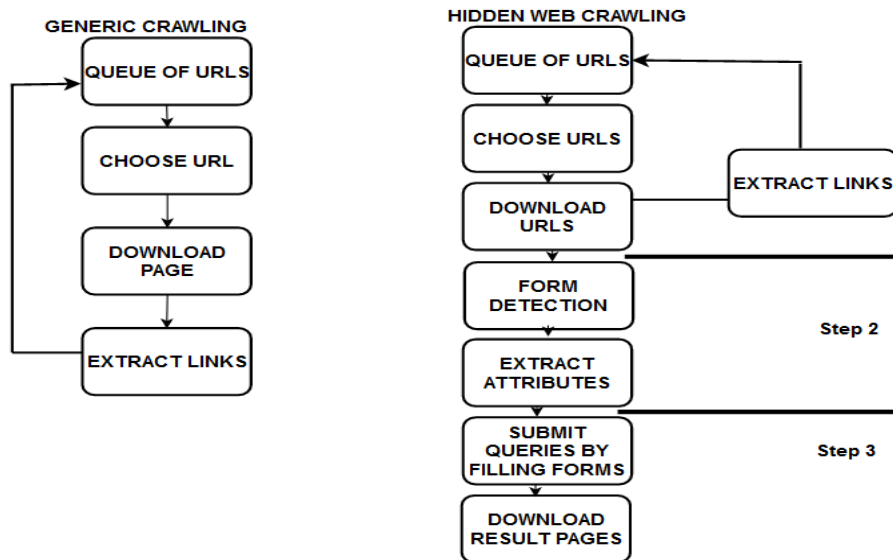 GENERIC CRAWLING
QUEUE OF URLS
CHOOSE URL
DOWNLOAD
PAGE
EXTRACT LINKS
HIDDEN WEB CRAWLING
QUEUE OF URLS
CHOOSE URLS
EXTRACT LINKS
DOWNLOAD
URLS
FORM
DETECTION
Step 2
EXTRACT
ATTRIBUTES
SUBMIT
QUERIES BY
FILLING FORMS
Step 3
DOWNLOAD
RESULT PAGES